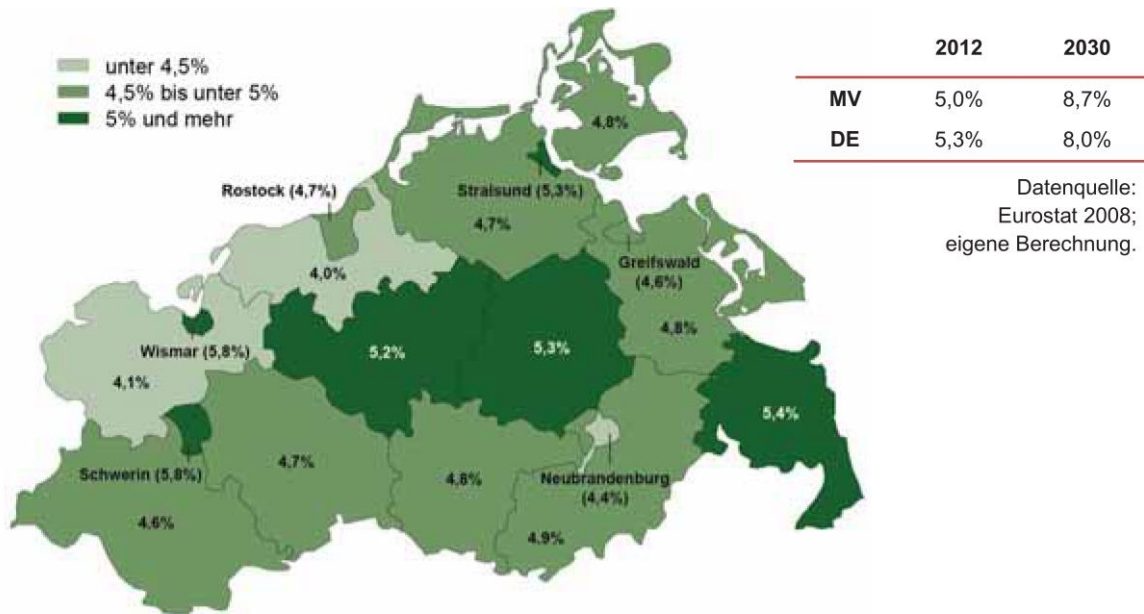 unter 4,5%
4,5% bis unter 5%
5% und mehr
4,8%
Rostock (4,7%)
Stralsund (5,3%)
4,7%
4,0%
Greifswald
(4,6%)
4,8%
Wismar (5,8%)
5,2%
5,3%
4,1%
5,4%
Schwerin (5,8%)
4,7%
4,8%
Neubrandenburg
(4,4%)
4,6%
4,9%
2012 2030
MV 5,0% 8,7%
DE 5,3% 8,0%
Datenquelle:
Eurostat 2008;
eigene Berechnung.